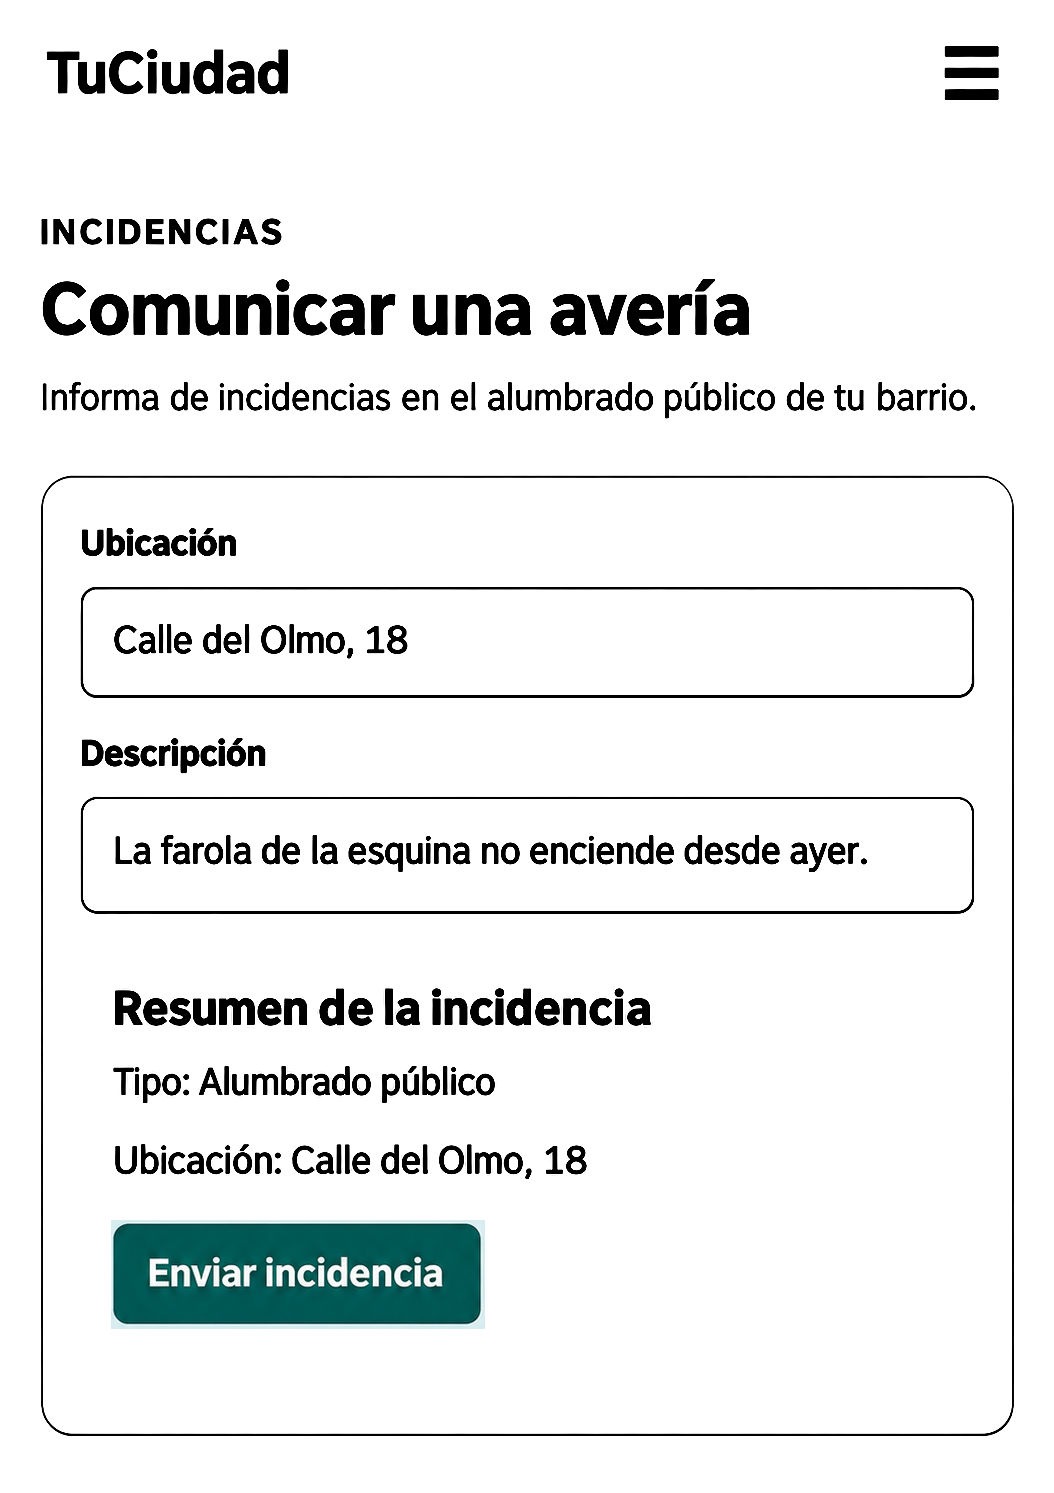 TuCiudad
INCIDENCIAS
Comunicar una avería
Informa de incidencias en el alumbrado público de tu barrio.
Ubicación
Calle del Olmo, 18
Descripción
La farola de la esquina no enciende desde ayer.
Resumen de la incidencia
Tipo: Alumbrado público
Ubicación: Calle del Olmo, 18
Enviar incidencia